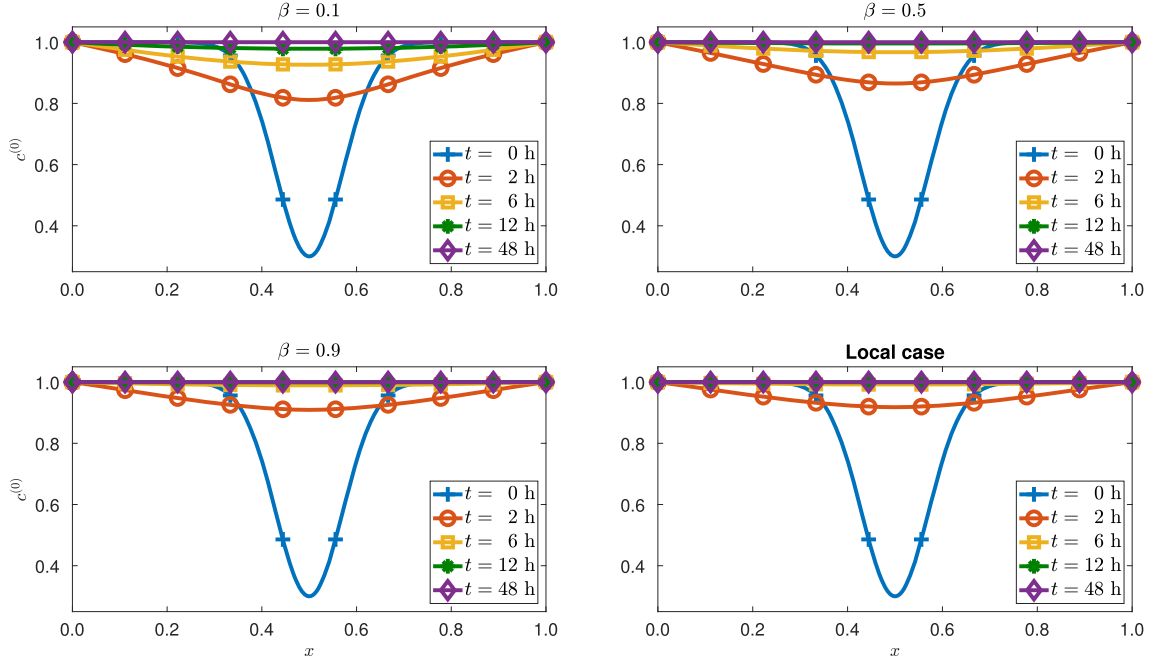 β = 0.1
1.0
0.8
0.6
0.4
c⁽⁰⁾
t = 0 h
t = 2 h
t = 6 h
t = 12 h
t = 48 h
0.0 0.2 0.4 0.6 0.8 1.0
β = 0.5
1.0
0.8
0.6
0.4
t = 0 h
t = 2 h
t = 6 h
t = 12 h
t = 48 h
0.0 0.2 0.4 0.6 0.8 1.0
β = 0.9
1.0
0.8
0.6
0.4
c⁽⁰⁾
t = 0 h
t = 2 h
t = 6 h
t = 12 h
t = 48 h
0.0 0.2 0.4 0.6 0.8 1.0
x
Local case
1.0
0.8
0.6
0.4
t = 0 h
t = 2 h
t = 6 h
t = 12 h
t = 48 h
0.0 0.2 0.4 0.6 0.8 1.0
x